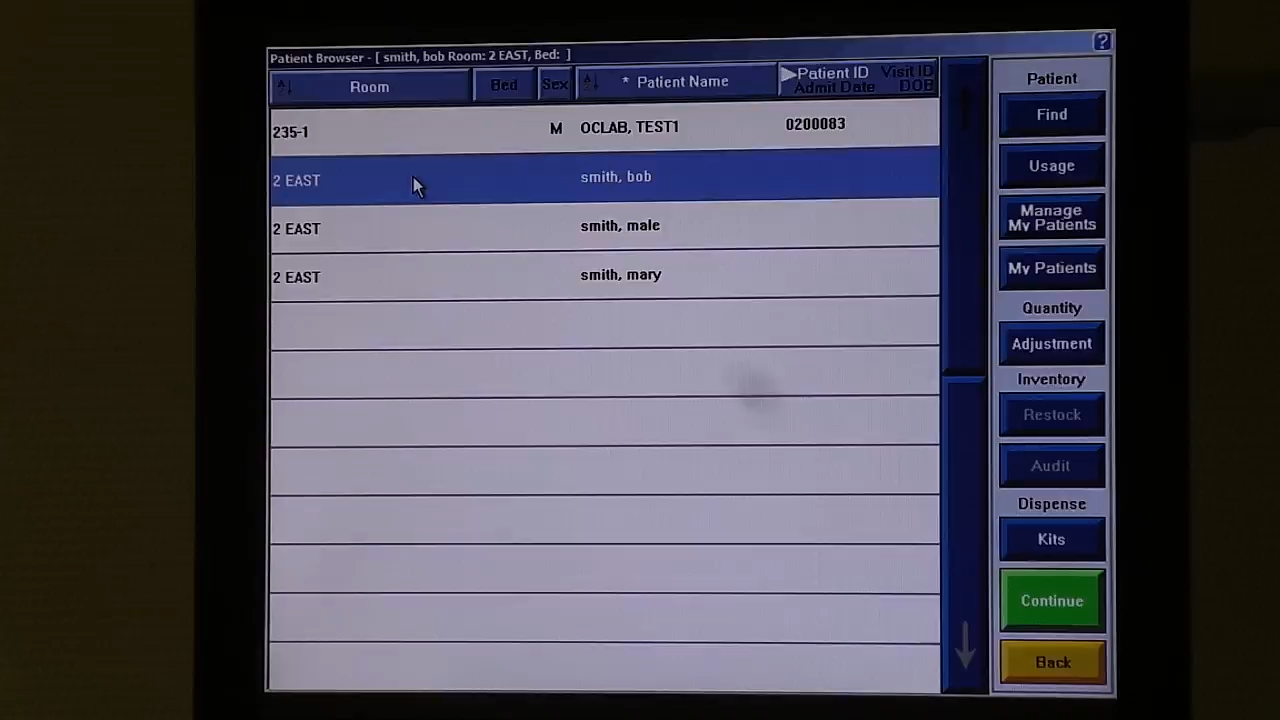 Patient Browser - [ smith, bob Room: 2 EAST, Bed: ]
?
Room Bed Sex * Patient Name Patient ID Visit ID
Admit Date DOB
235-1 M OCLAB, TEST1 0200083
2 EAST smith, bob
2 EAST smith, male
2 EAST smith, mary
Patient
Find
Usage
Manage
My Patients
My Patients
Quantity
Adjustment
Inventory
Restock
Audit
Dispense
Kits
Continue
Back